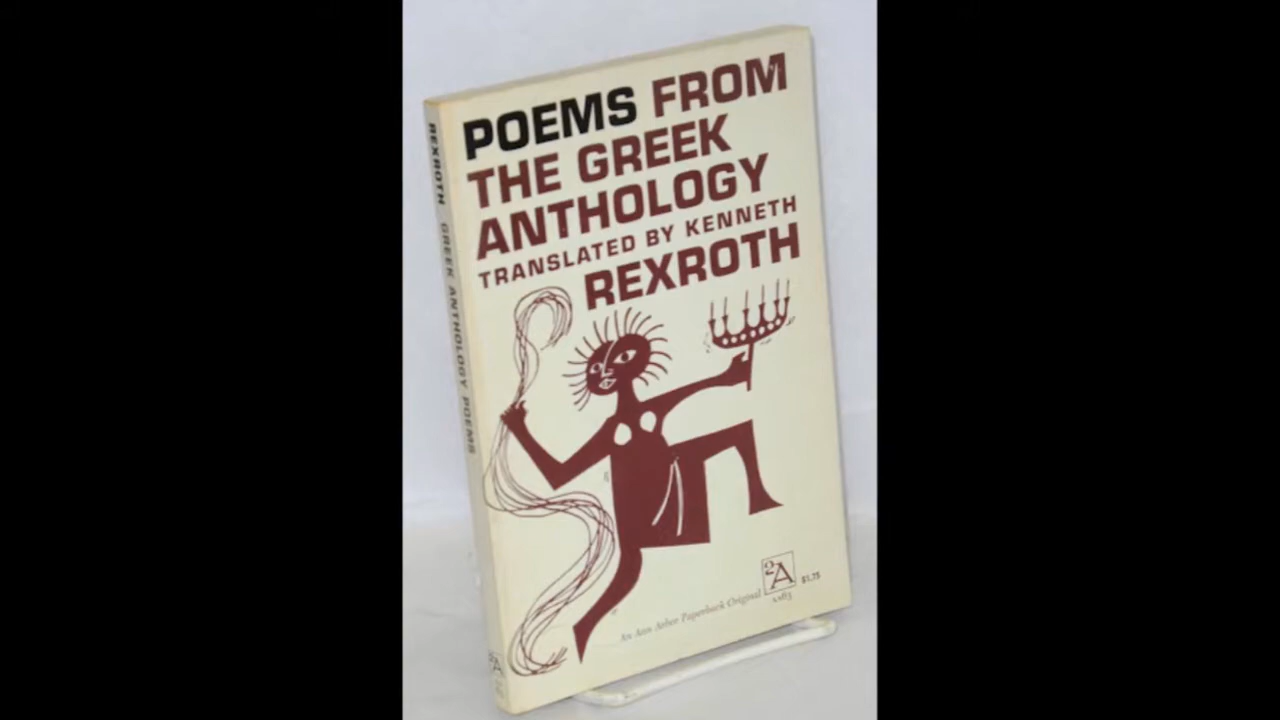 POEMS FROM
THE GREEK
ANTHOLOGY
TRANSLATED BY KENNETH
REXROTH
An Ann Arbor Paperback Original
2A
$1.75
REXROTH GREEK ANTHOLOGY POEMS